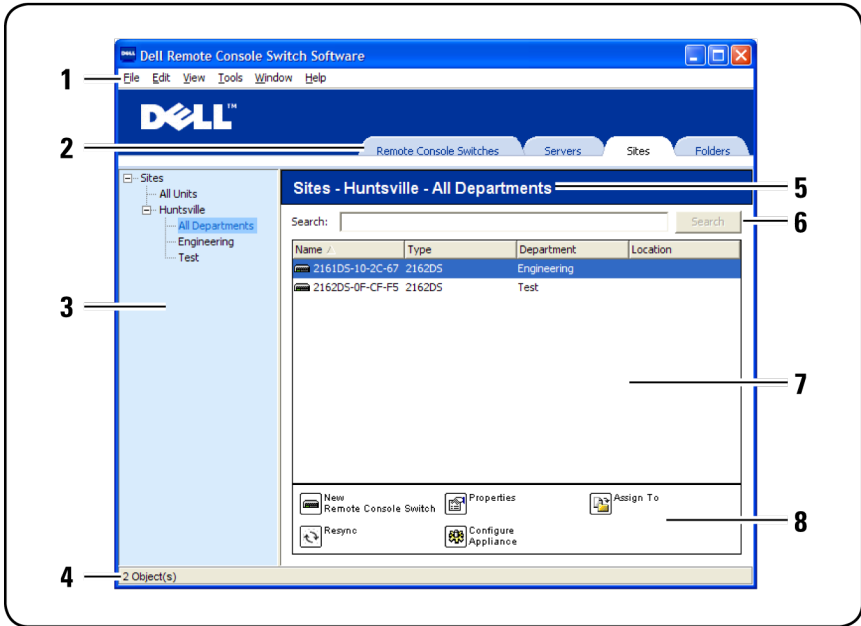 DELL Dell Remote Console Switch Software
1 File Edit View Tools Window Help
DELL™
2 Remote Console Switches Servers Sites Folders
Sites
All Units
Huntsville
All Departments
Engineering
Test
3
Sites - Huntsville - All Departments 5
Search: Search 6
Name Type Department Location
2161DS-10-2C-67 2162DS Engineering
2162DS-0F-CF-F5 2162DS Test
7
New
Remote Console Switch
Properties
Assign To
Resync
Configure
Appliance
8
4 2 Object(s)